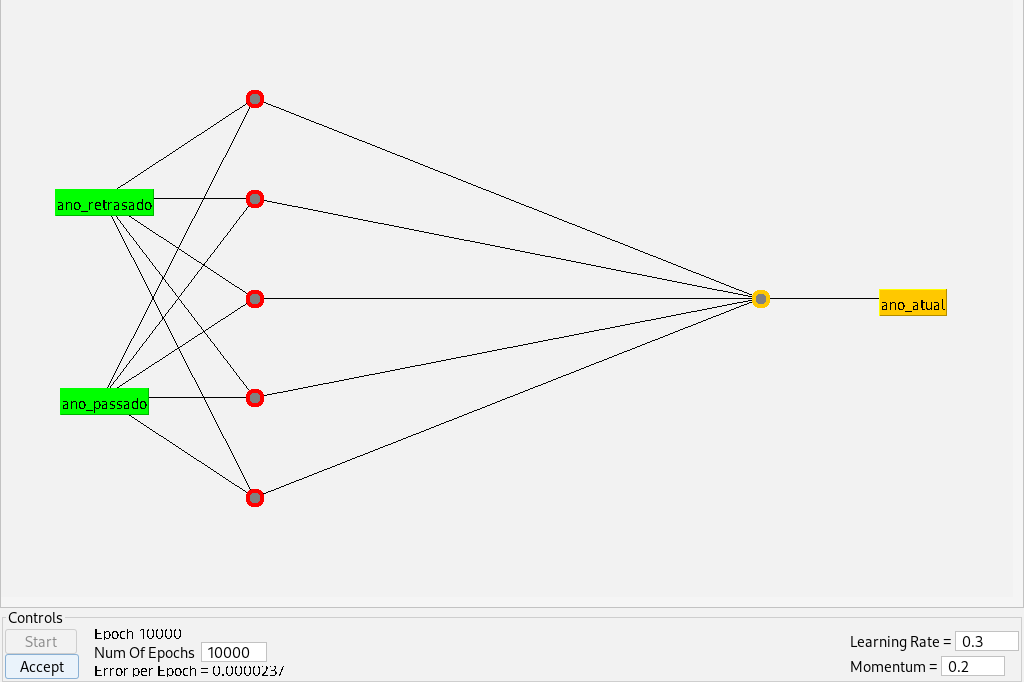 ano_retrasado
ano_atual
ano_passado
Controls
Start
Accept
Epoch 10000
Num Of Epochs 10000
Error per Epoch = 0.0000237
Learning Rate = 0.3
Momentum = 0.2